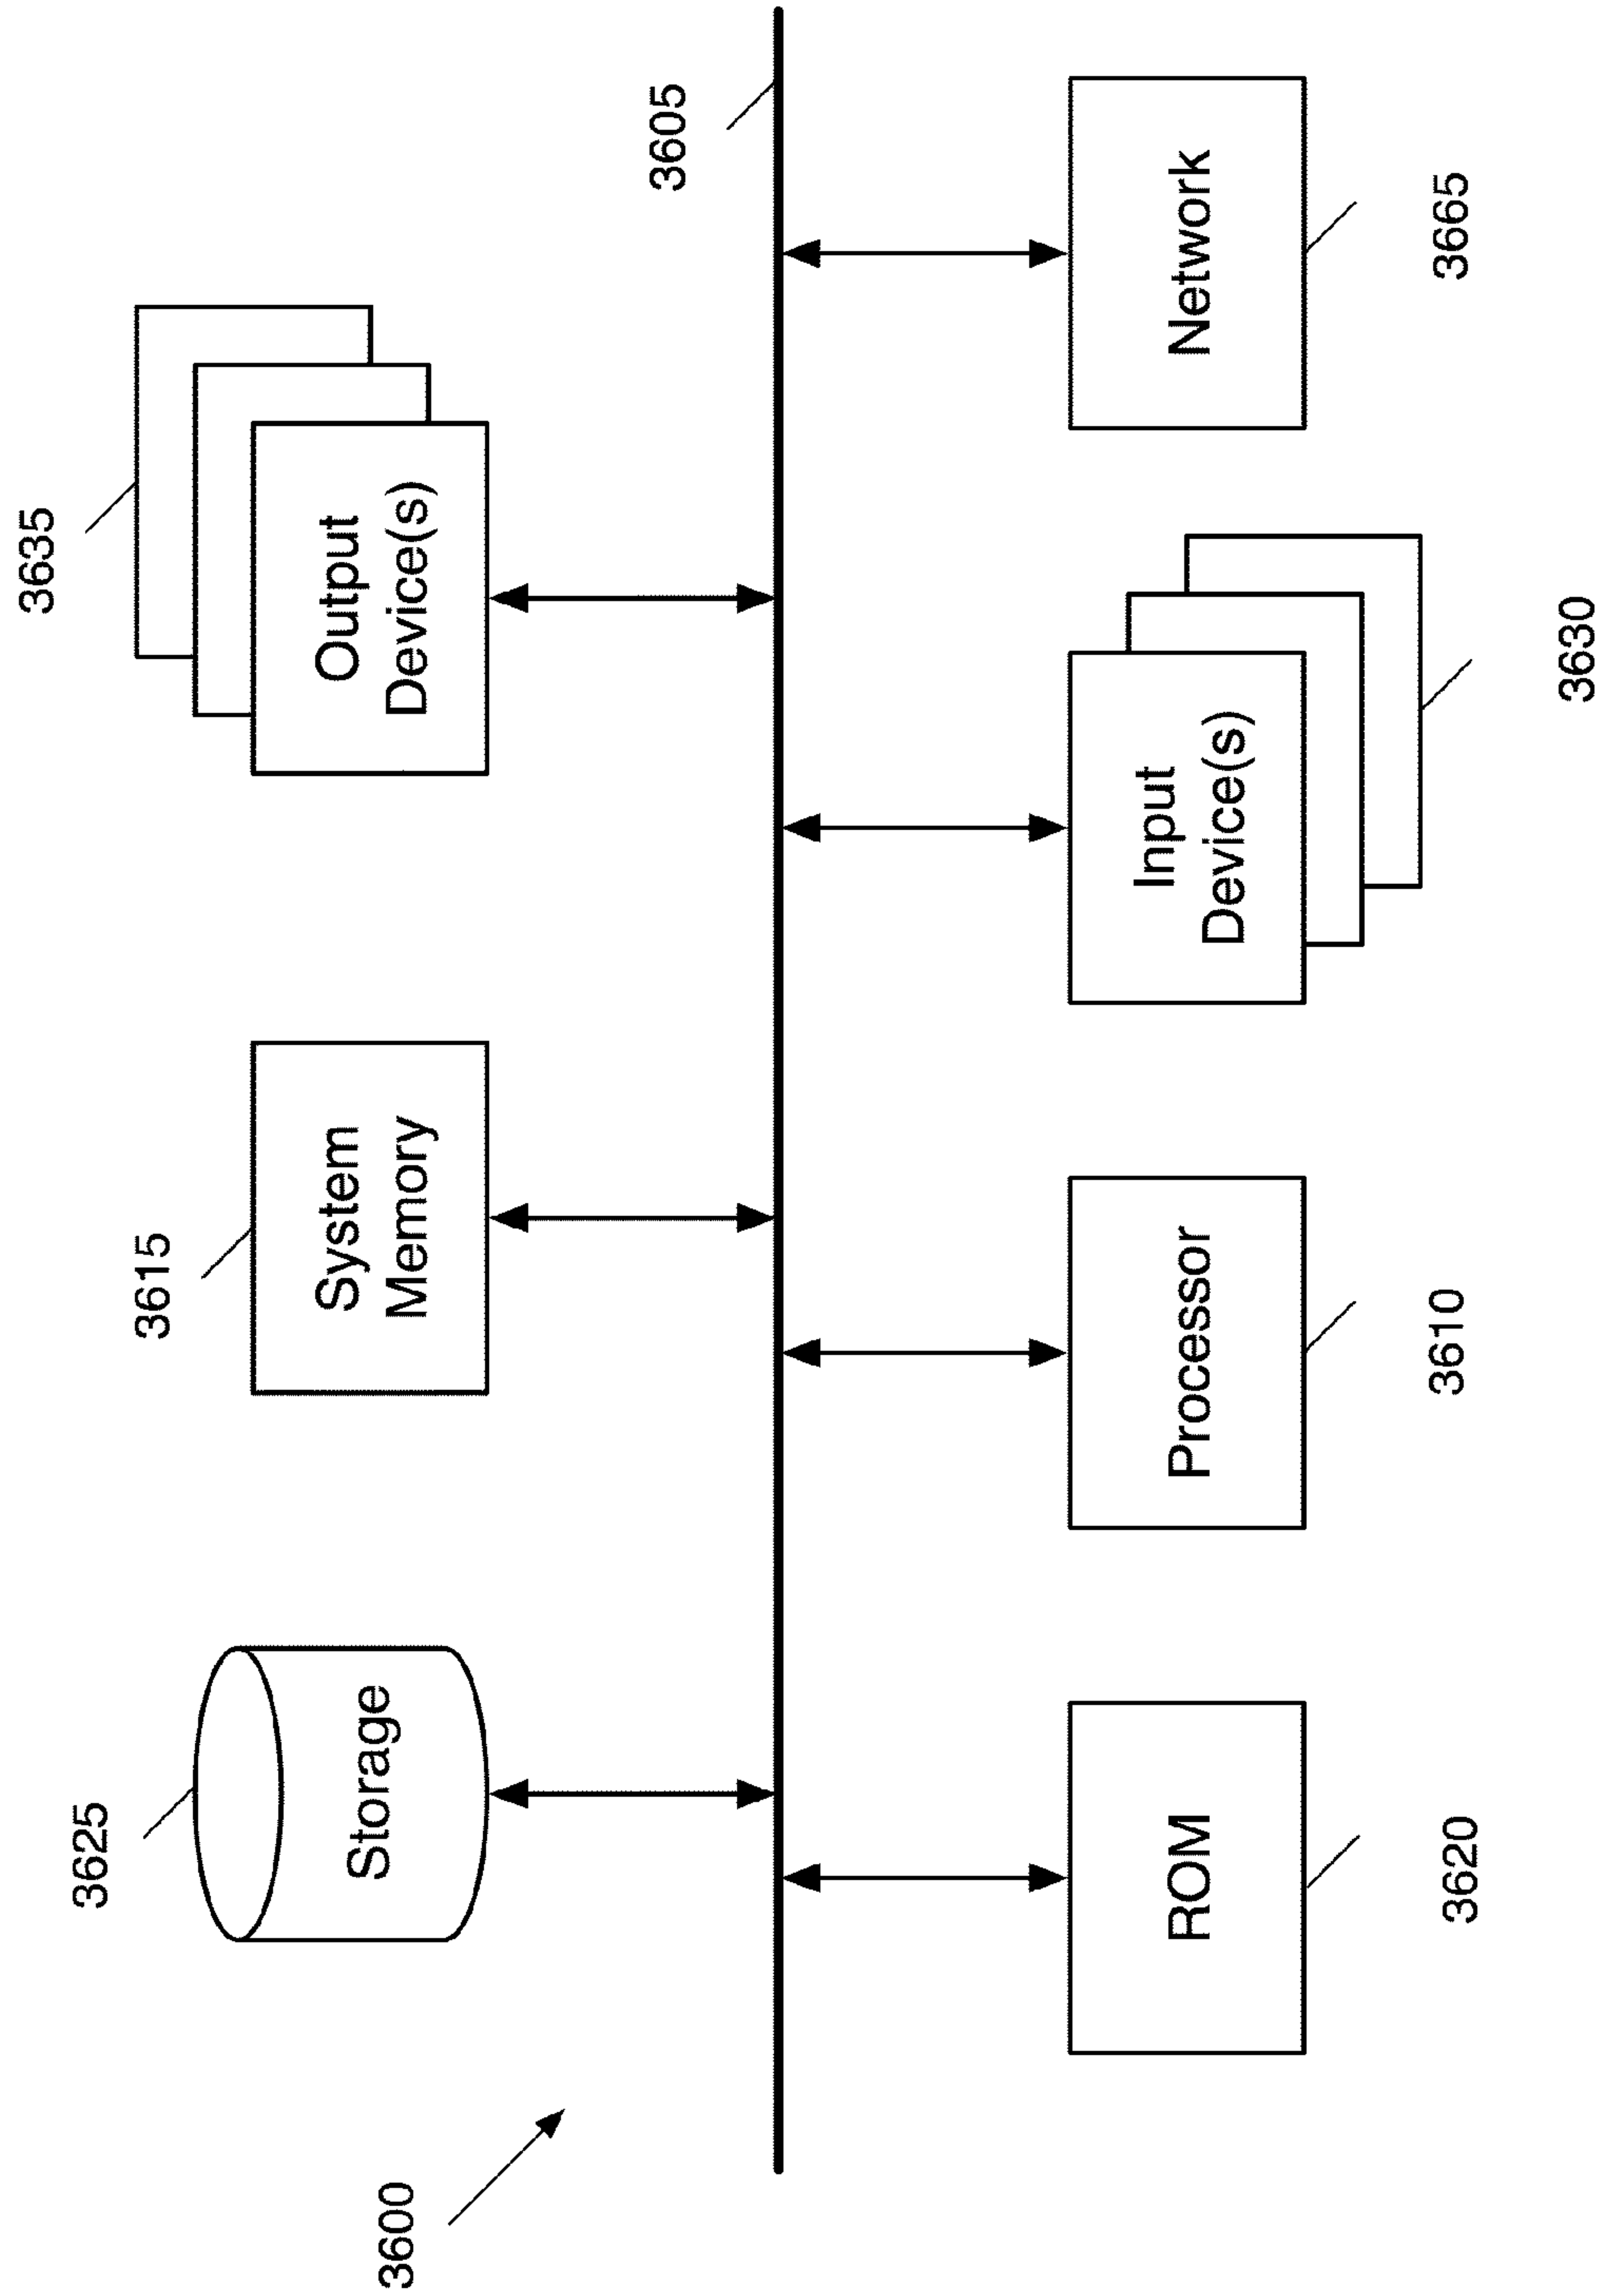 3625
3615
3635
Storage
System
Memory
Output
Device(s)
3600
3605
ROM
Processor
Input
Device(s)
Network
3620
3610
3630
3665